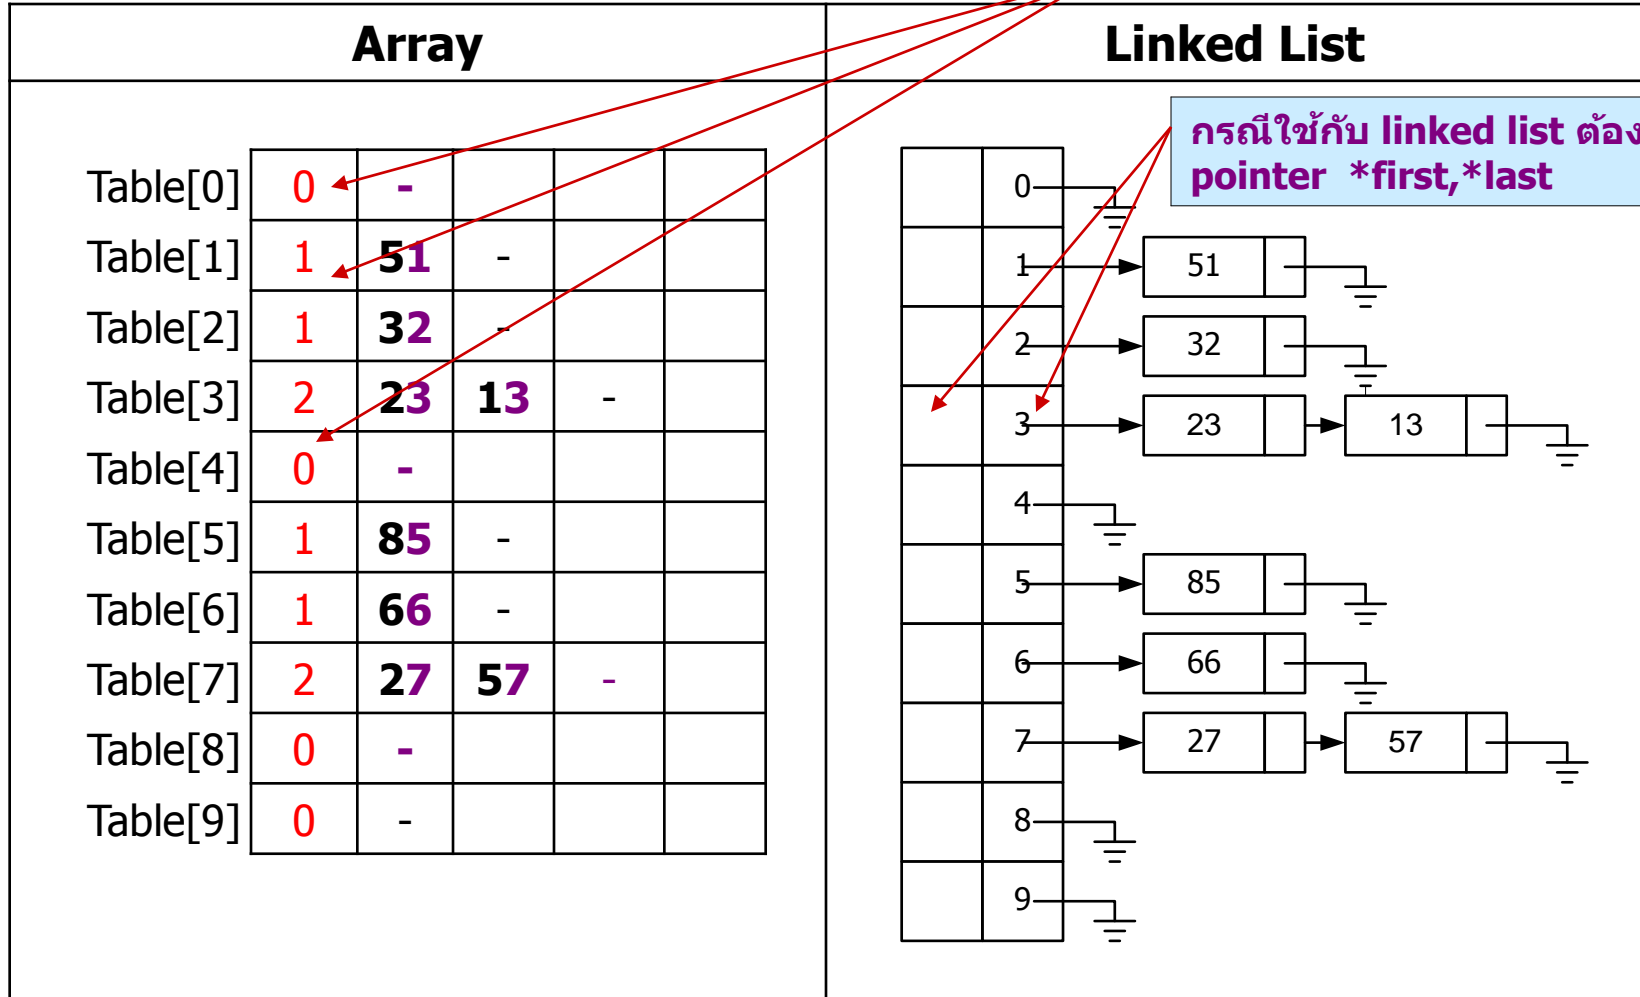 Array
Linked List
กรณีใช้กับ linked list ต้อง
pointer *first,*last
Table[0] 0 -
Table[1] 1 51 -
Table[2] 1 32 -
Table[3] 2 23 13 -
Table[4] 0 -
Table[5] 1 85 -
Table[6] 1 66 -
Table[7] 2 27 57 -
Table[8] 0 -
Table[9] 0 -
0
1 51
2 32
3 23 13
4
5 85
6 66
7 27 57
8
9